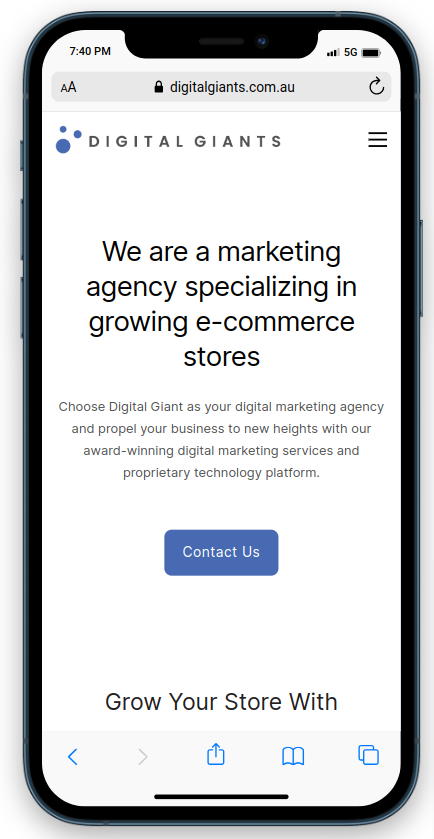 7:40 PM
5G
AA
digitalgiants.com.au
DIGITAL GIANTS
We are a marketing
agency specializing in
growing e-commerce
stores
Choose Digital Giant as your digital marketing agency
and propel your business to new heights with our
award-winning digital marketing services and
proprietary technology platform.
Contact Us
Grow Your Store With